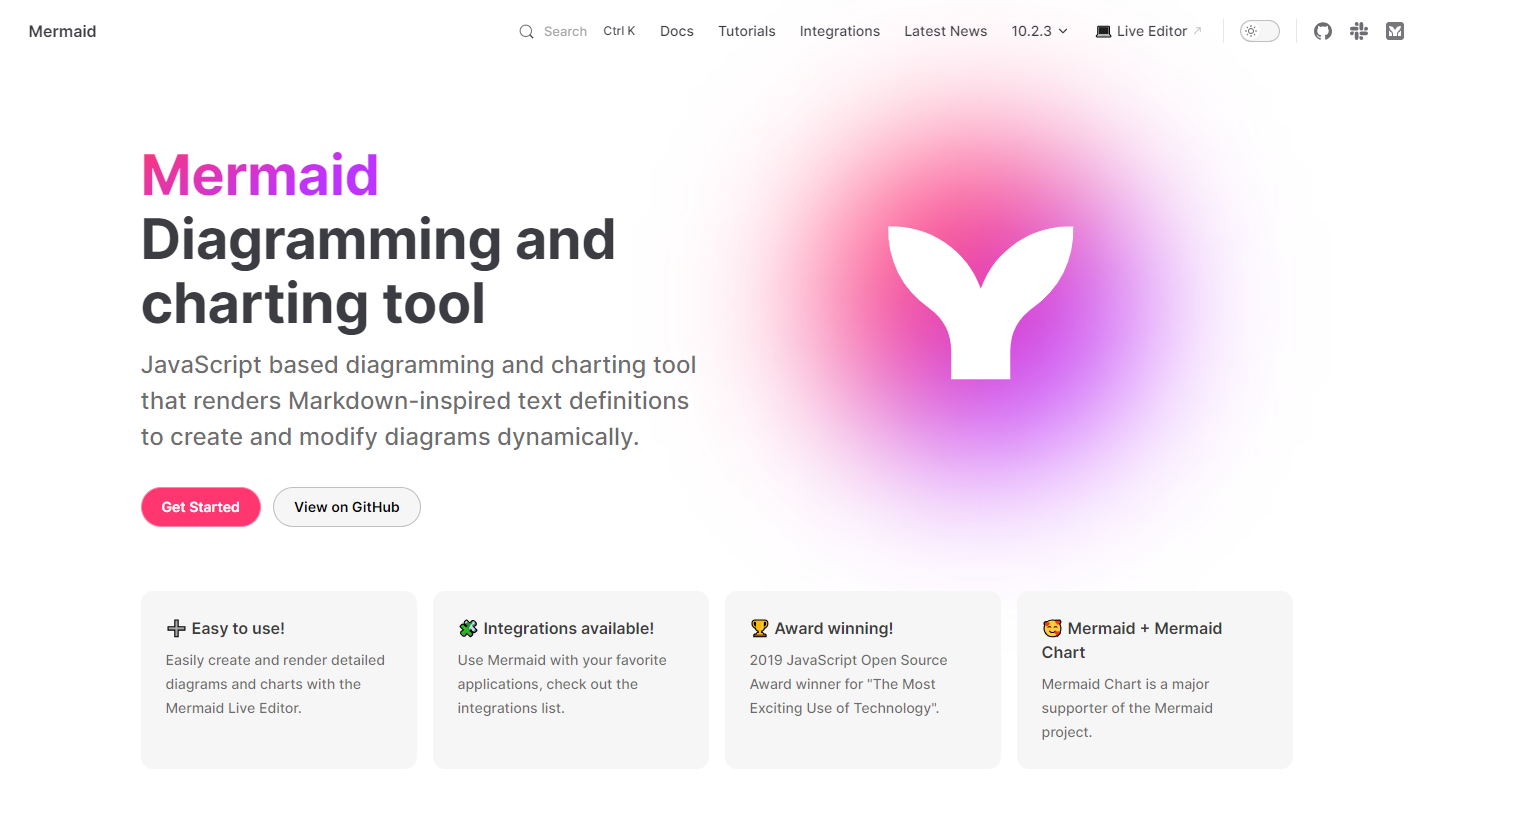 Mermaid
Search Ctrl K Docs Tutorials Integrations Latest News 10.2.3 💻 Live Editor
Mermaid
Diagramming and
charting tool
JavaScript based diagramming and charting tool
that renders Markdown-inspired text definitions
to create and modify diagrams dynamically.
Get Started
View on GitHub
➕ Easy to use!
Easily create and render detailed
diagrams and charts with the
Mermaid Live Editor.
🧩 Integrations available!
Use Mermaid with your favorite
applications, check out the
integrations list.
🏆 Award winning!
2019 JavaScript Open Source
Award winner for "The Most
Exciting Use of Technology".
🥰 Mermaid + Mermaid
Chart
Mermaid Chart is a major
supporter of the Mermaid
project.